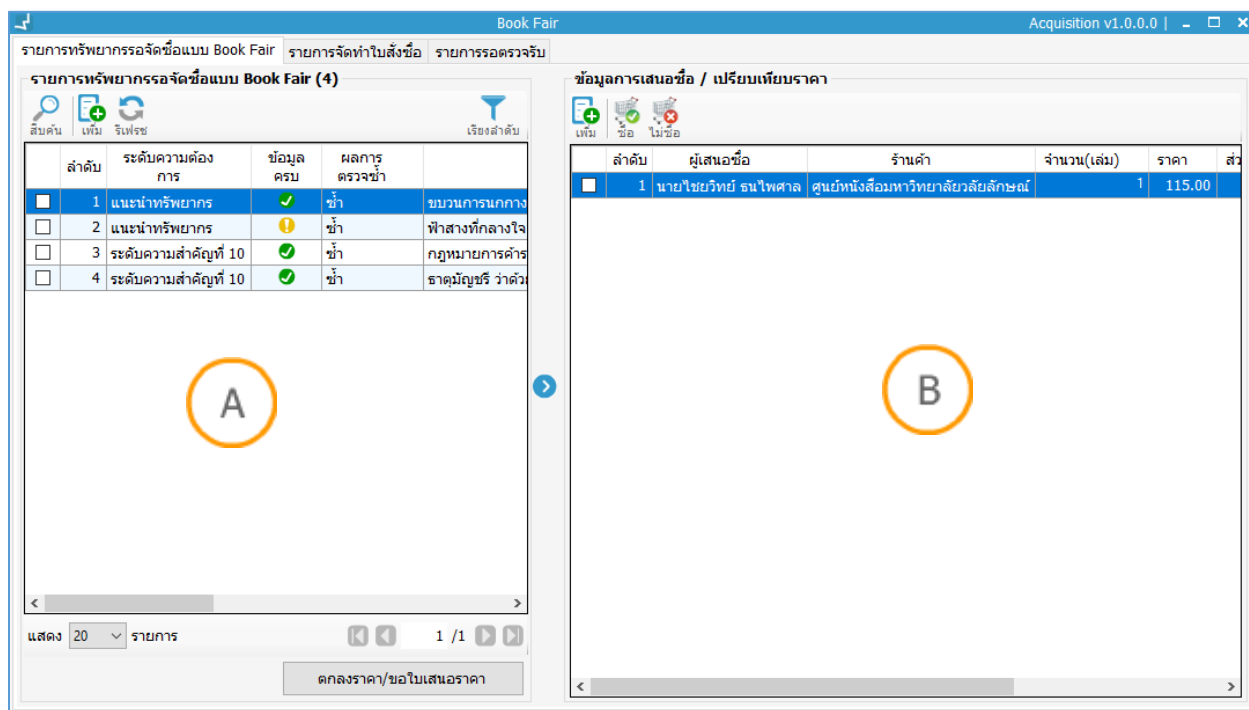 Book Fair
Acquisition v1.0.0.0 |
รายการทรัพยากรรอจัดซื้อแบบ Book Fair
รายการจัดทำใบสั่งซื้อ
รายการรอตรวจรับ
รายการทรัพยากรรอจัดซื้อแบบ Book Fair (4)
สืบค้น เพิ่ม รีเฟรช เรียงลำดับ
ลำดับ ระดับความต้อง ข้อมูล ผลการ
การ ครบ ตรวจซ้ำ
1 แนะนำทรัพยากร ซ้ำ ขบวนการนกกาง
2 แนะนำทรัพยากร ซ้ำ ฟ้าสางที่กลางใจ
3 ระดับความสำคัญที่ 10 ซ้ำ กฎหมายการค้าร
4 ระดับความสำคัญที่ 10 ซ้ำ ธาตุมัญชรี ว่าด้ว
A
แสดง 20 รายการ 1 /1
ตกลงราคา/ขอใบเสนอราคา
ข้อมูลการเสนอซื้อ / เปรียบเทียบราคา
เพิ่ม ซื้อ ไม่ซื้อ
ลำดับ ผู้เสนอซื้อ ร้านค้า จำนวน(เล่ม) ราคา ส่ว
1 นายไชยวิทย์ ธนไพศาล ศูนย์หนังสือมหาวิทยาลัยวลัยลักษณ์ 1 115.00
B